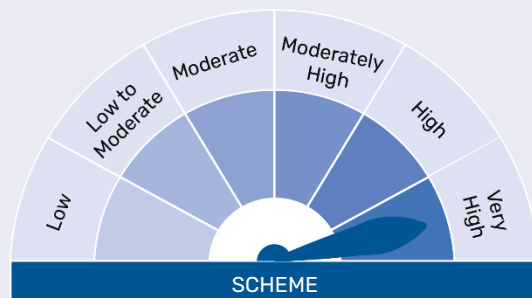 Low
Low to
Moderate
Moderate
Moderately
High
High
Very
High
SCHEME